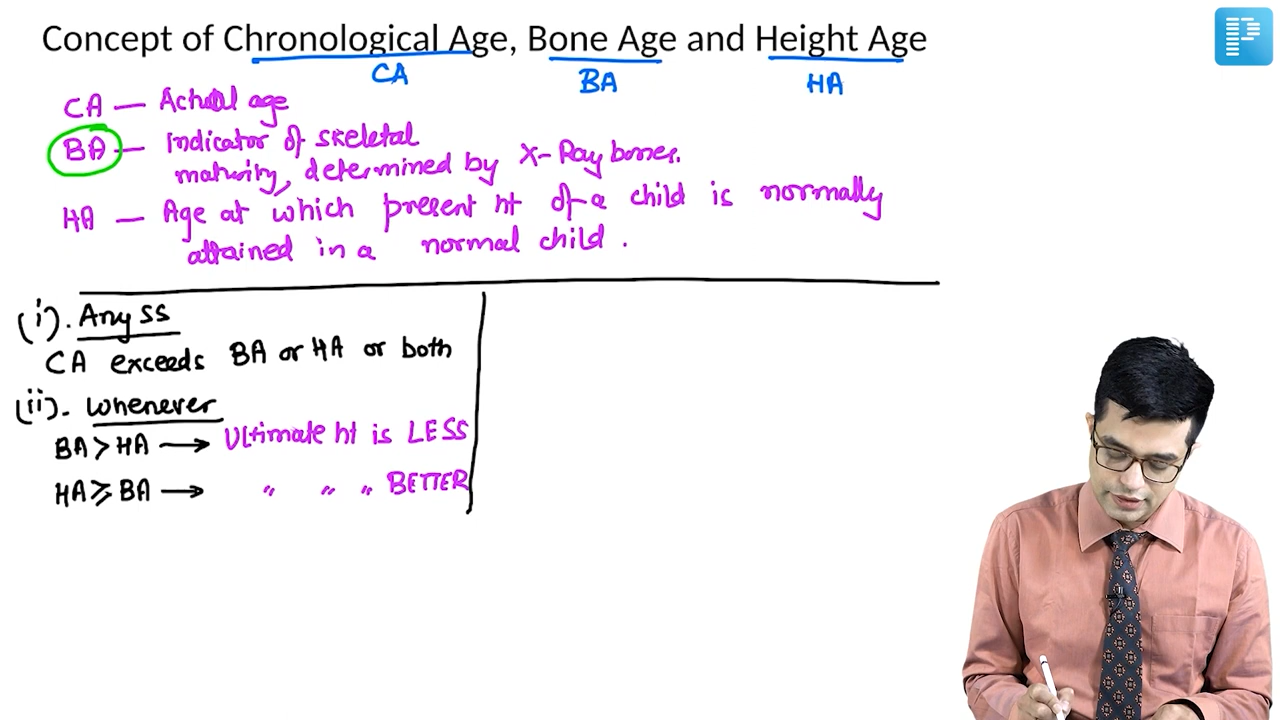 Concept of Chronological Age, Bone Age and Height Age
CA BA HA
CA — Actual age
BA — Indicator of skeletal
maturity, determined by X-Ray bones.
HA — Age at which present ht of a child is normally
attained in a normal child.
(i). Any SS
CA exceeds BA or HA or both
(ii). Whenever
BA > HA → Ultimate ht is LESS
HA ≥ BA → " " " BETTER
P